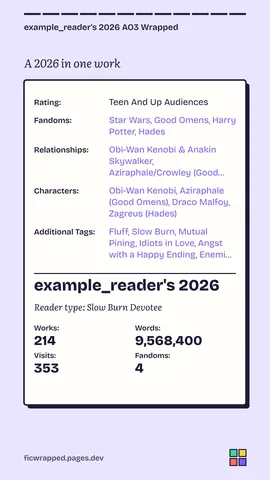 example_reader's 2026 AO3 Wrapped
A 2026 in one work
Rating: Teen And Up Audiences
Fandoms: Star Wars, Good Omens, Harry
Potter, Hades
Relationships: Obi-Wan Kenobi & Anakin
Skywalker,
Aziraphale/Crowley (Good...
Characters: Obi-Wan Kenobi, Aziraphale
(Good Omens), Draco Malfoy,
Zagreus (Hades)
Additional Tags: Fluff, Slow Burn, Mutual
Pining, Idiots in Love, Angst
with a Happy Ending, Enemi...
example_reader's 2026
Reader type: Slow Burn Devotee
Works: Words:
214 9,568,400
Visits: Fandoms:
353 4
ficwrapped.pages.dev